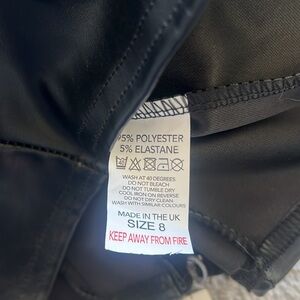 95% POLYESTER
5% ELASTANE
WASH AT 40 DEGREES
DO NOT BLEACH
DO NOT TUMBLE DRY
COOL IRON ON REVERSE
DO NOT DRY CLEAN
WASH WITH SIMILAR COLOURS
MADE IN THE UK
SIZE 8
KEEP AWAY FROM FIRE